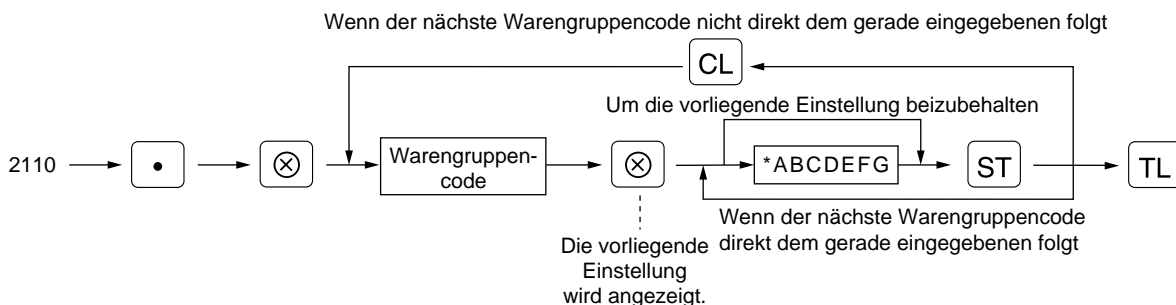 Wenn der nächste Warengruppencode nicht direkt dem gerade eingegebenen folgt
CL
Um die vorliegende Einstellung beizubehalten
2110
•
⊗
Warengruppen-
code
⊗
*ABCDEFG
ST
TL
Wenn der nächste Warengruppencode
direkt dem gerade eingegebenen folgt
Die vorliegende
Einstellung
wird angezeigt.